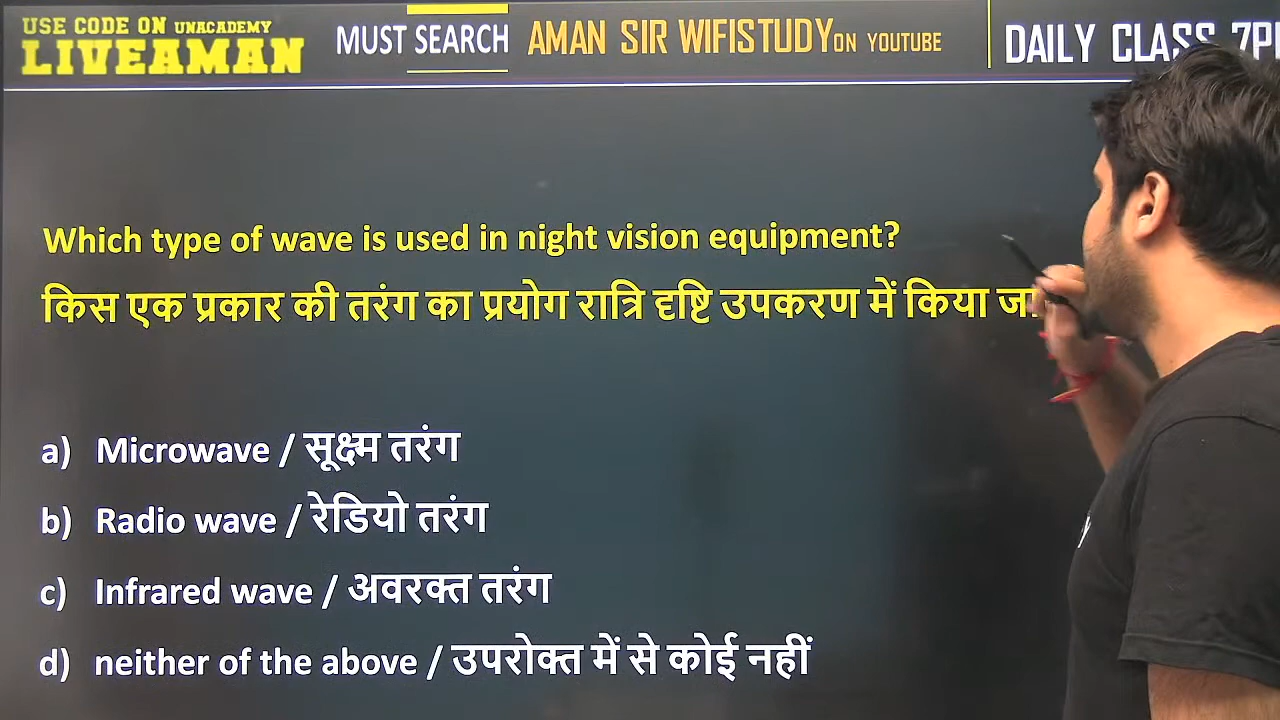 USE CODE ON UNACADEMY
LIVEAMAN
MUST SEARCH AMAN SIR WIFISTUDY ON YOUTUBE
DAILY CLASS
Which type of wave is used in night vision equipment?
किस एक प्रकार की तरंग का प्रयोग रात्रि दृष्टि उपकरण में किया
a) Microwave / सूक्ष्म तरंग
b) Radio wave / रेडियो तरंग
c) Infrared wave / अवरक्त तरंग
d) neither of the above / उपरोक्त में से कोई नहीं